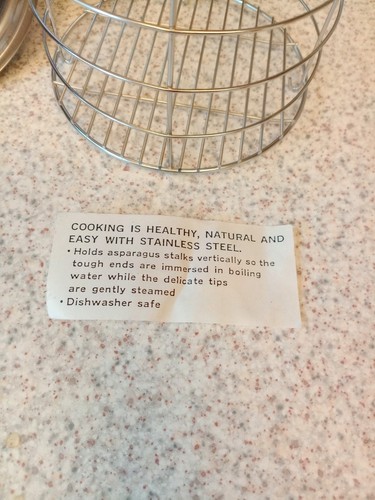 COOKING IS HEALTHY, NATURAL AND
EASY WITH STAINLESS STEEL.
• Holds asparagus stalks vertically so the
tough ends are immersed in boiling
water while the delicate tips
are gently steamed
• Dishwasher safe